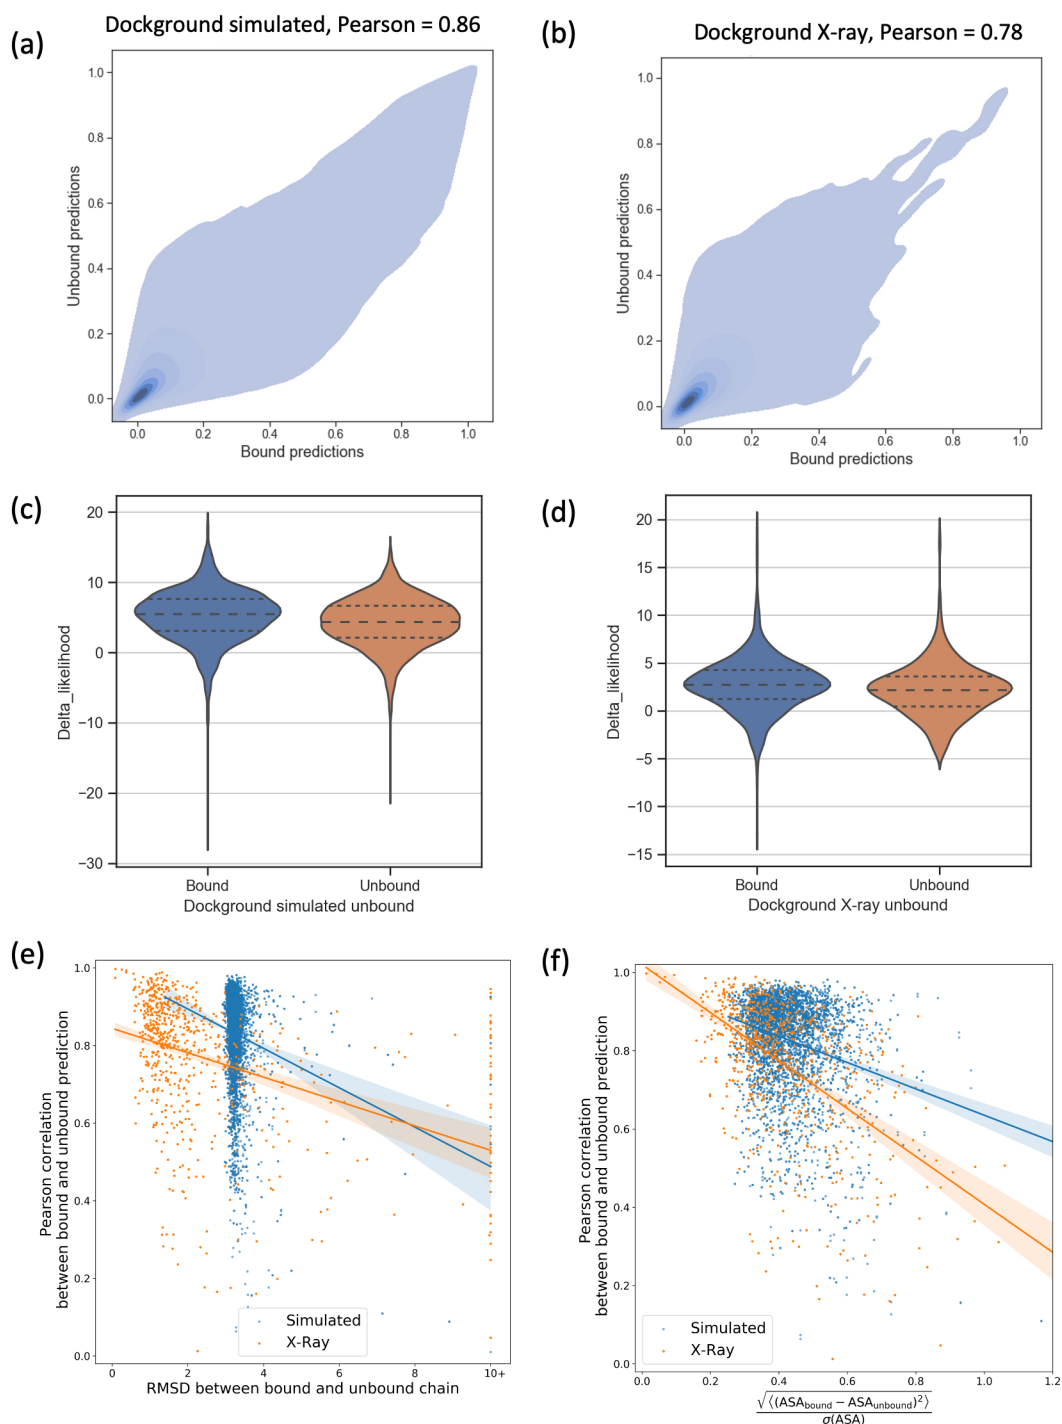 (a)
Dockground simulated, Pearson = 0.86
1.0
0.8
0.6
0.4
0.2
0.0
Unbound predictions
0.0 0.2 0.4 0.6 0.8 1.0
Bound predictions
(b)
Dockground X-ray, Pearson = 0.78
1.0
0.8
0.6
0.4
0.2
0.0
Unbound predictions
0.0 0.2 0.4 0.6 0.8 1.0
Bound predictions
(c)
20
10
0
−10
−20
−30
Delta_likelihood
Bound Unbound
Dockground simulated unbound
(d)
20
15
10
5
0
−5
−10
−15
Delta_likelihood
Bound Unbound
Dockground X-ray unbound
(e)
1.0
0.8
0.6
0.4
0.2
0.0
Pearson correlation
between bound and unbound prediction
Simulated
X-Ray
0 2 4 6 8 10+
RMSD between bound and unbound chain
(f)
1.0
0.8
0.6
0.4
0.2
0.0
Pearson correlation
between bound and unbound prediction
Simulated
X-Ray
0.0 0.2 0.4 0.6 0.8 1.0 1.2
√⟨(ASA_bound − ASA_unbound)²⟩
σ(ASA)